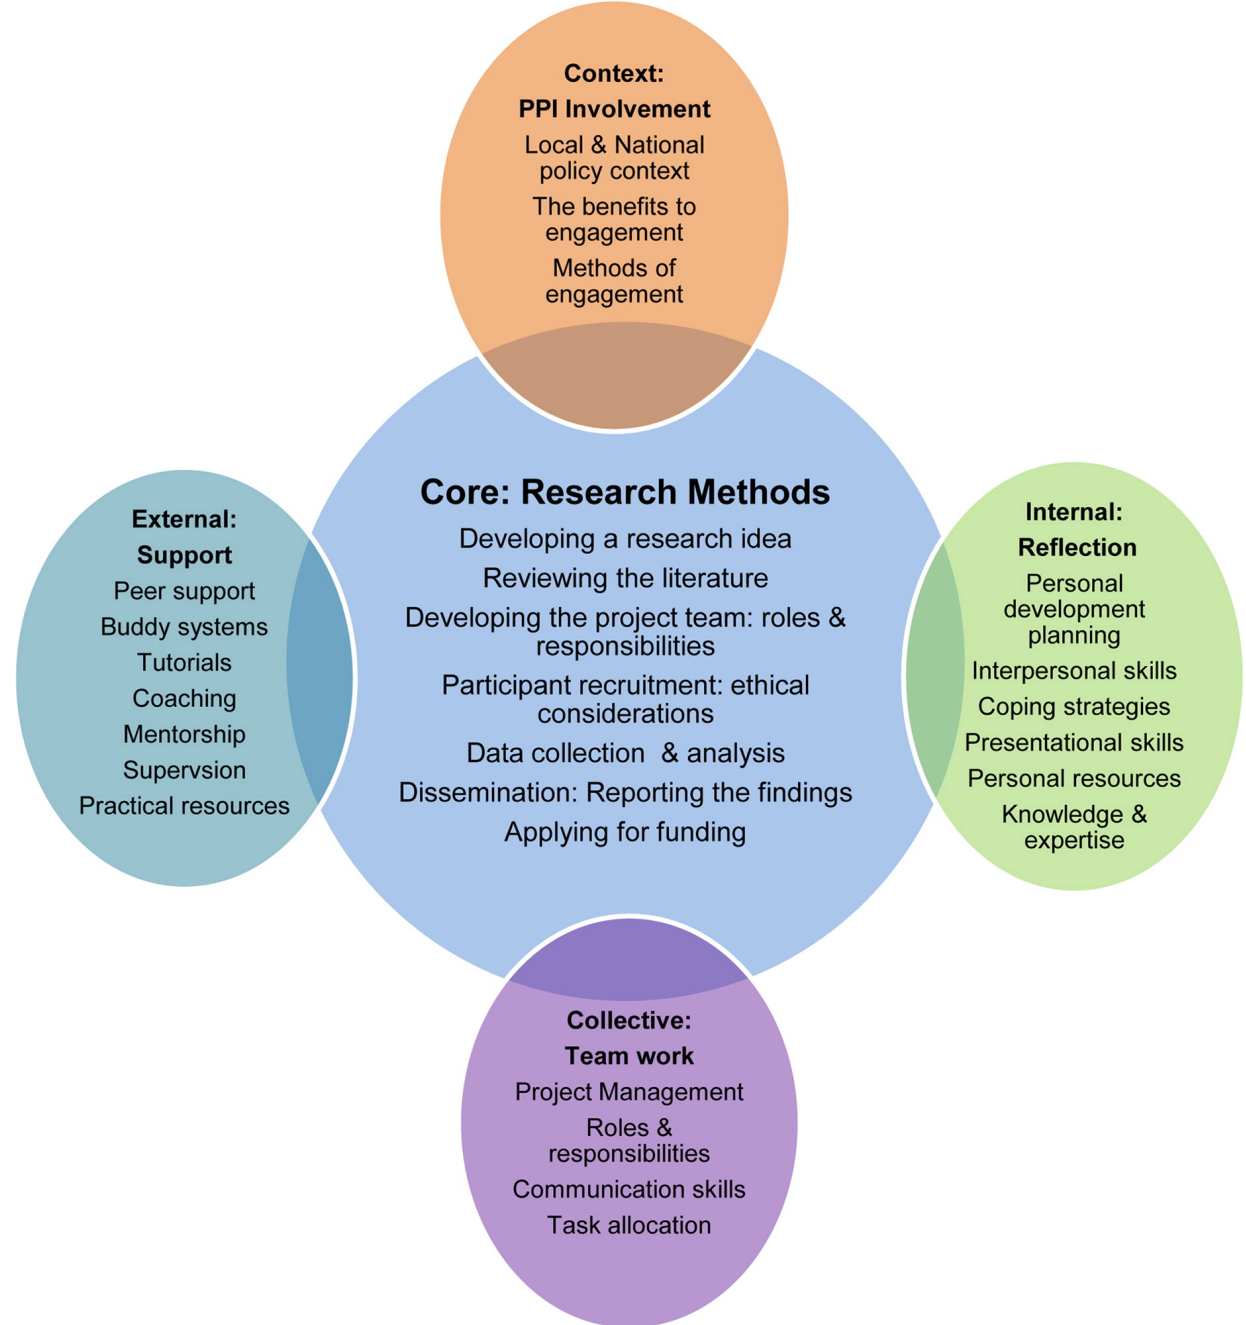 Context:
PPI Involvement
Local & National
policy context
The benefits to
engagement
Methods of
engagement
Core: Research Methods
Developing a research idea
Reviewing the literature
Developing the project team: roles &
responsibilities
Participant recruitment: ethical
considerations
Data collection  & analysis
Dissemination: Reporting the findings
Applying for funding
External:
Support
Peer support
Buddy systems
Tutorials
Coaching
Mentorship
Supervsion
Practical resources
Internal:
Reflection
Personal
development
planning
Interpersonal skills
Coping strategies
Presentational skills
Personal resources
Knowledge &
expertise
Collective:
Team work
Project Management
Roles &
responsibilities
Communication skills
Task allocation